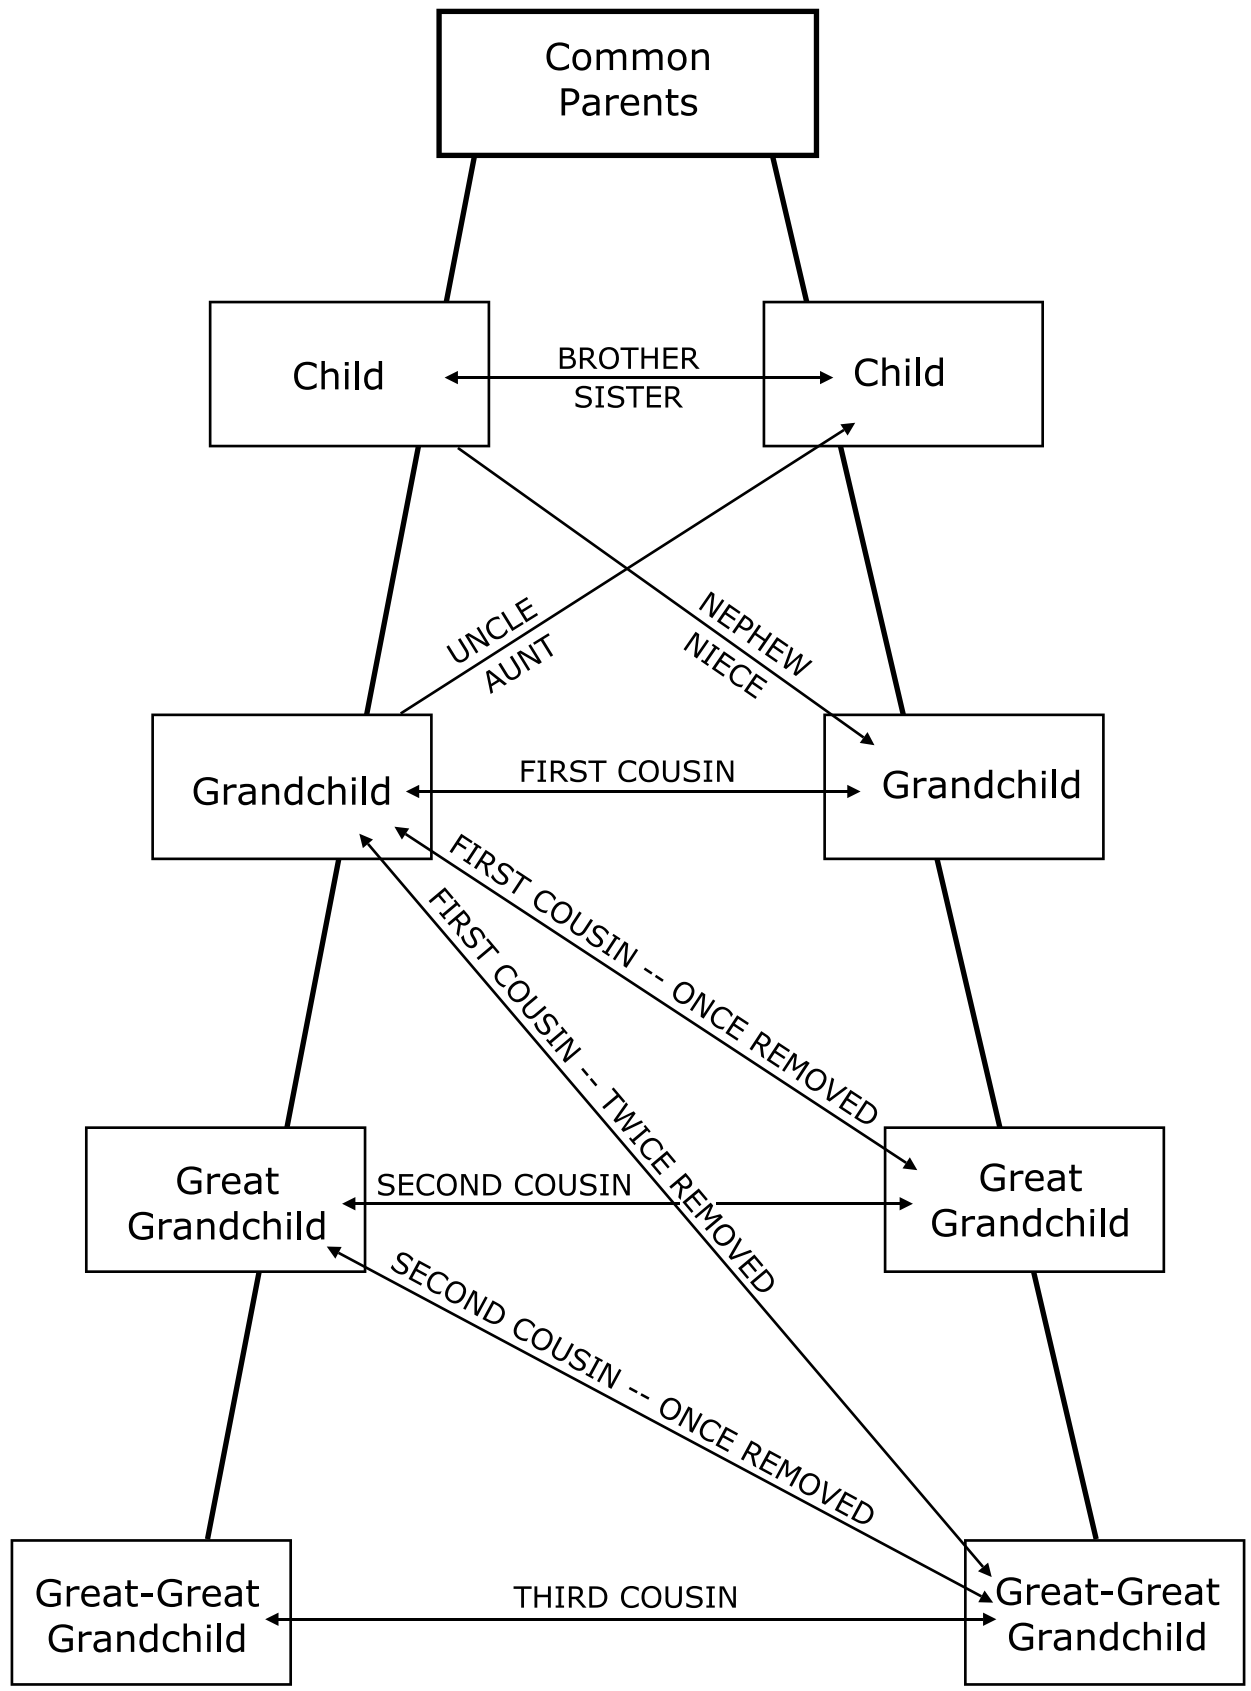 Common
Parents
Child
BROTHER
SISTER
Child
UNCLE
AUNT
NEPHEW
NIECE
Grandchild
FIRST COUSIN
Grandchild
FIRST COUSIN -- ONCE REMOVED
FIRST COUSIN -- TWICE REMOVED
Great
Grandchild
SECOND COUSIN
Great
Grandchild
SECOND COUSIN -- ONCE REMOVED
Great-Great
Grandchild
THIRD COUSIN
Great-Great
Grandchild